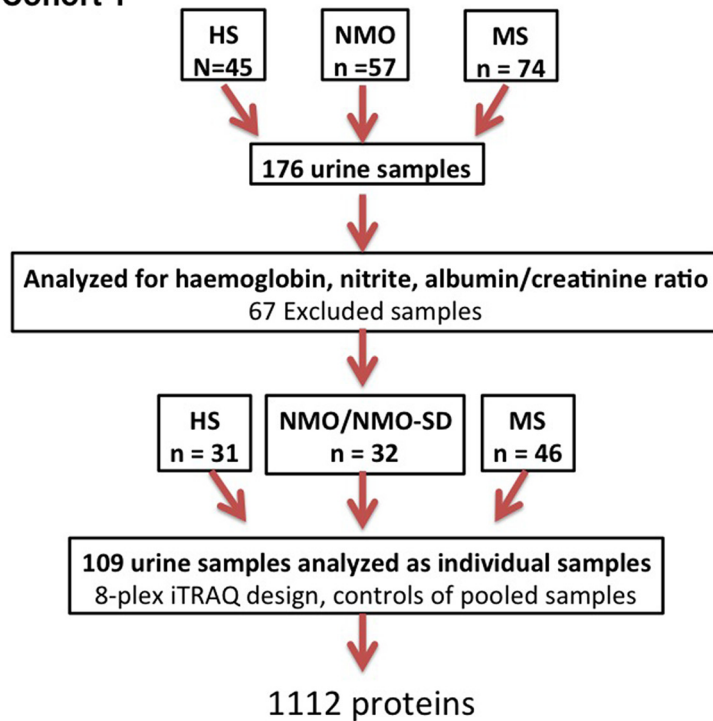 HS
N=45
NMO
n =57
MS
n = 74
176 urine samples
Analyzed for haemoglobin, nitrite, albumin/creatinine ratio
67 Excluded samples
HS
n = 31
NMO/NMO-SD
n = 32
MS
n = 46
109 urine samples analyzed as individual samples
8-plex iTRAQ design, controls of pooled samples
1112 proteins